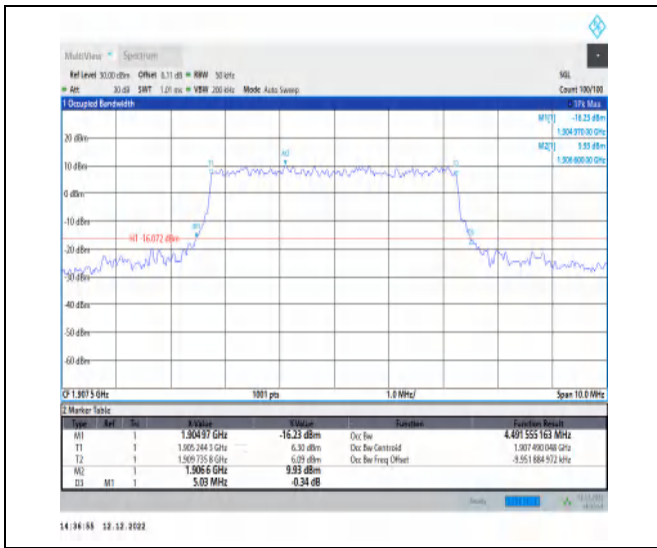 MultiView Spectrum
Ref Level 30.00 dBm Offset 8.11 dB RBW 50 kHz SGL
Att 30 dB SWT 1.01 ms VBW 200 kHz Mode Auto Sweep Count 100/100
1 Occupied Bandwidth 1Pk Max
M1[1] -16.23 dBm
1.904 970 00 GHz
20 dBm M2[1] 9.93 dBm
1.906 600 00 GHz
M2
T1 T2
10 dBm
0 dBm
-10 dBm
M1
D3
H1 -16.072 dBm
-20 dBm
-30 dBm
-40 dBm
-50 dBm
-60 dBm
CF 1.907 5 GHz 1001 pts 1.0 MHz/ Span 10.0 MHz
2 Marker Table
Type Ref Trc X-Value Y-Value Function Function Result
M1 1 1.904 97 GHz -16.23 dBm Occ Bw 4.491 555 163 MHz
T1 1 1.905 244 3 GHz 6.30 dBm Occ Bw Centroid 1.907 490 048 GHz
T2 1 1.909 735 8 GHz 6.09 dBm Occ Bw Freq Offset -9.951 884 972 kHz
M2 1 1.906 6 GHz 9.93 dBm
D3 M1 1 5.03 MHz -0.34 dB
Ready
14:36:55 12.12.2022